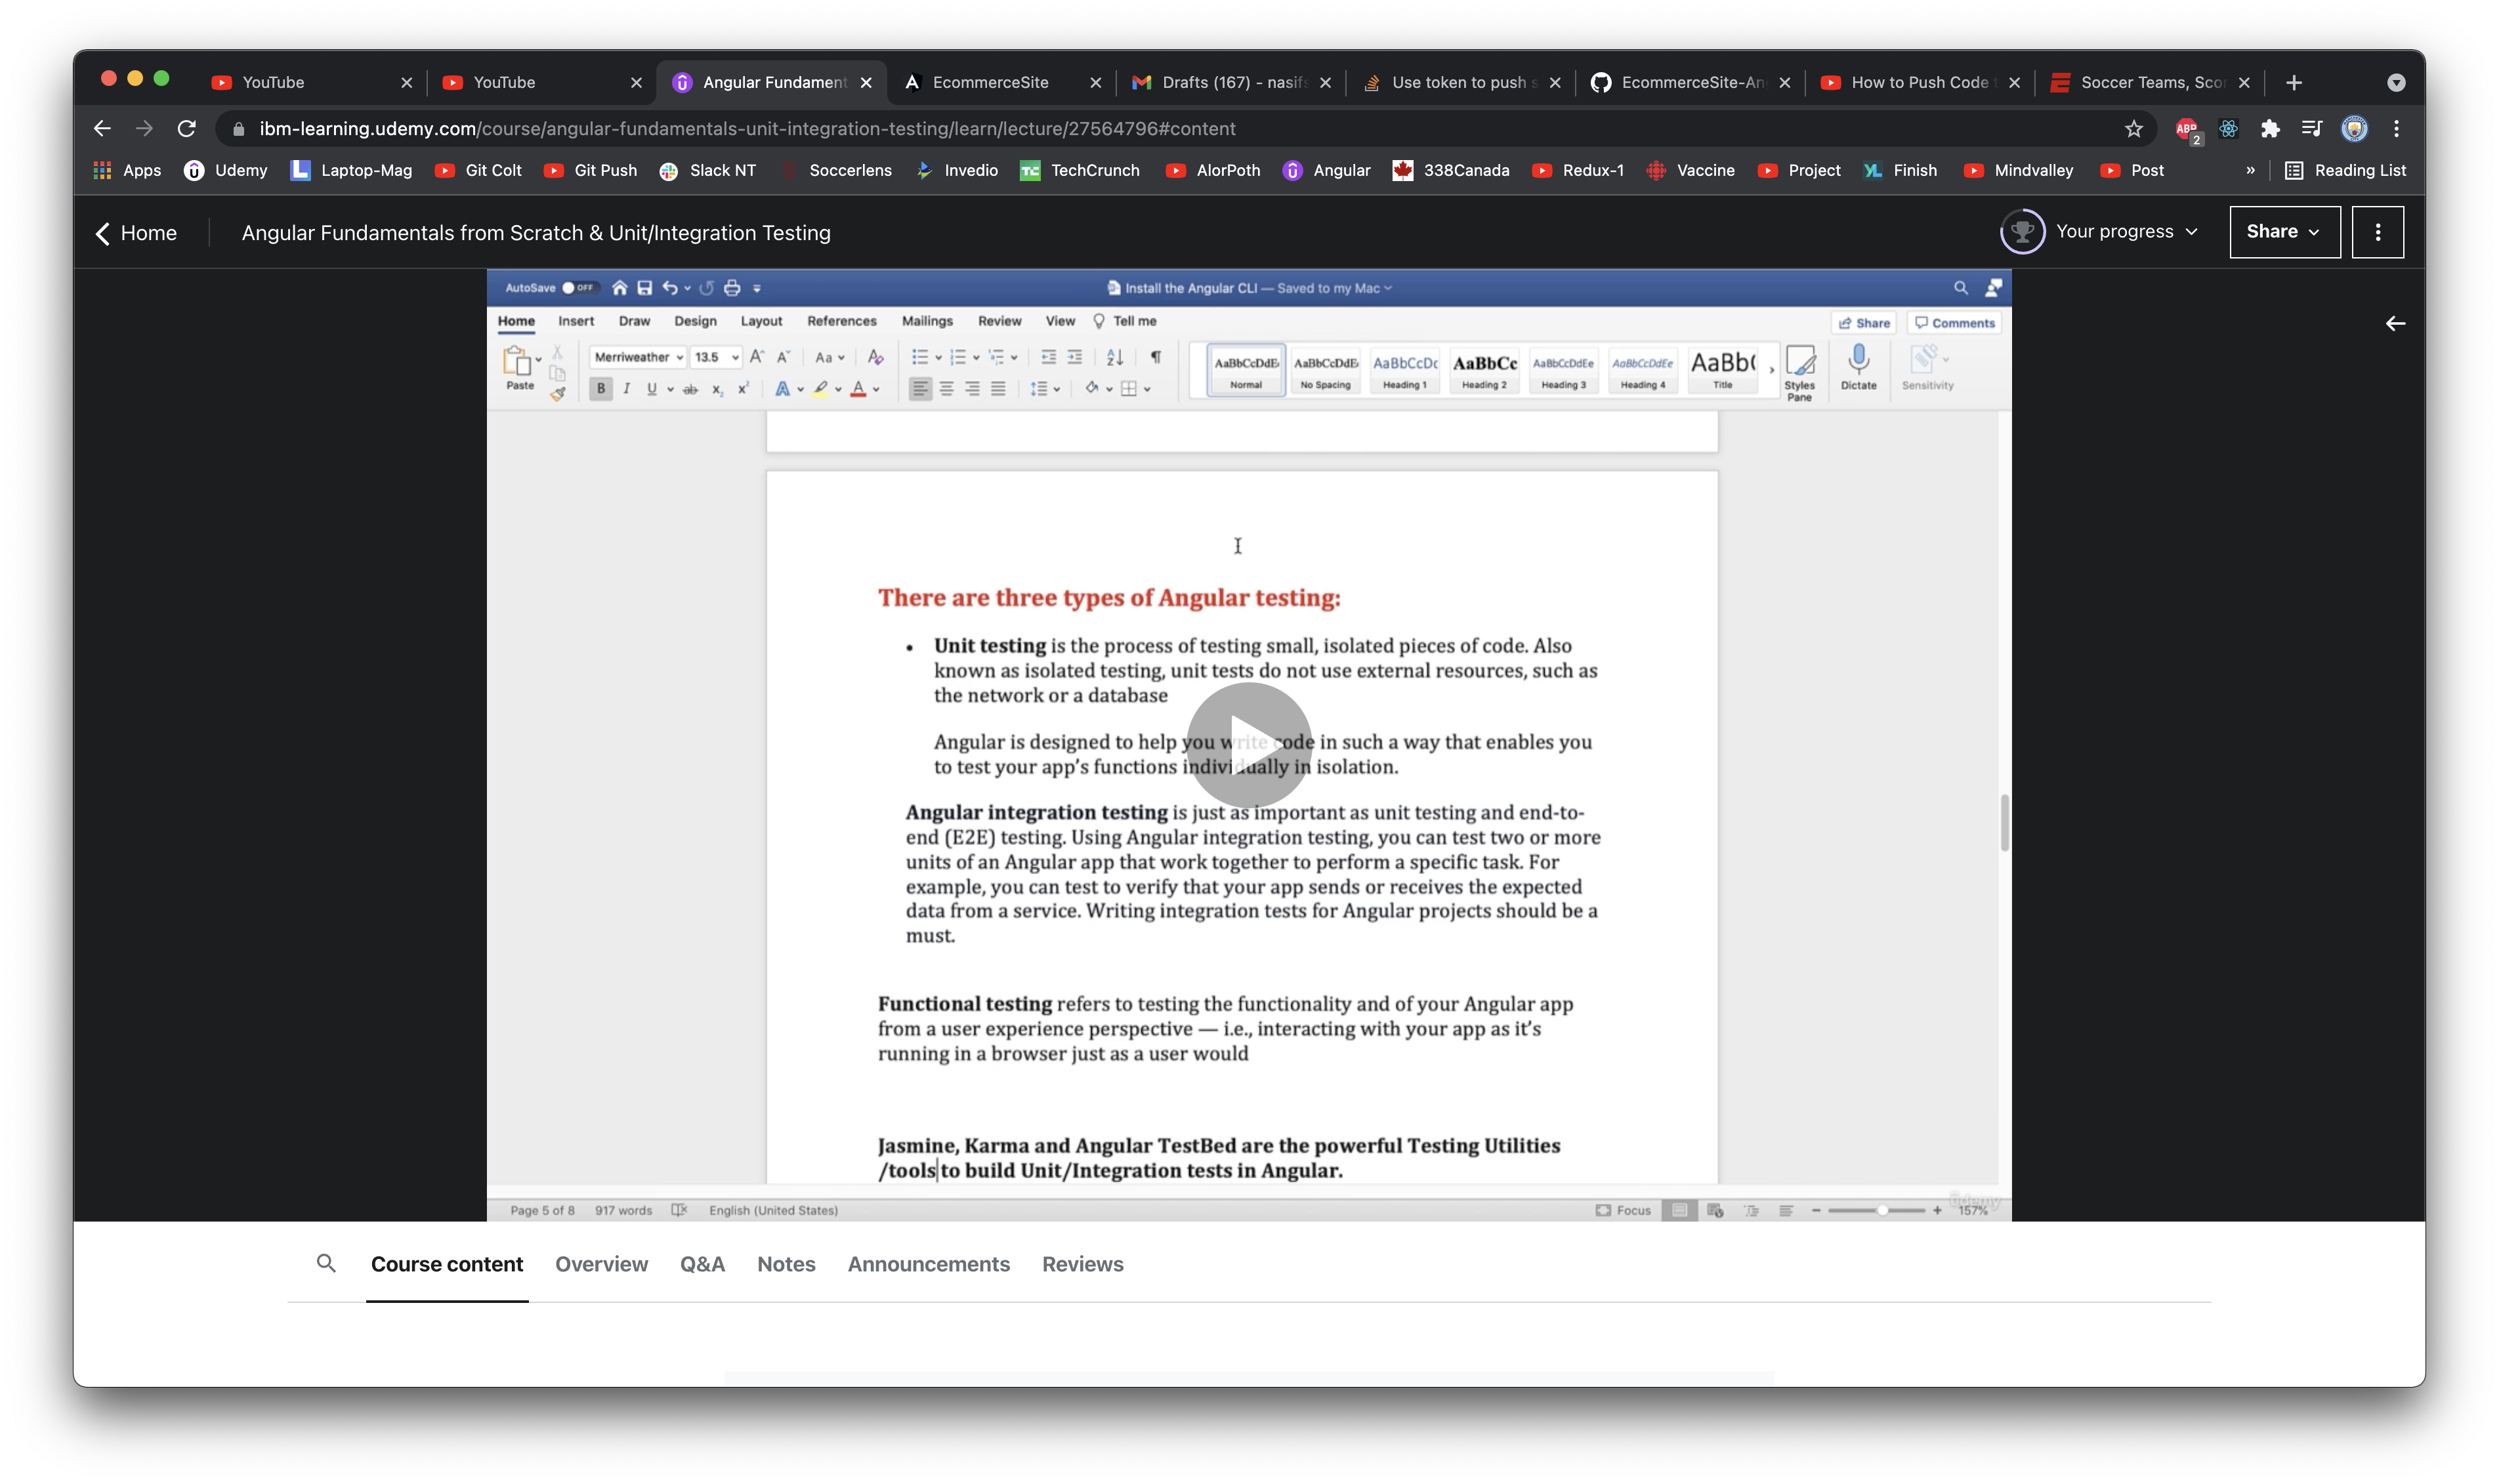 YouTube
YouTube
Angular Fundament
EcommerceSite
Drafts (167) - nasifs
Use token to push s
EcommerceSite-An
How to Push Code t
Soccer Teams, Scor
ibm-learning.udemy.com/course/angular-fundamentals-unit-integration-testing/learn/lecture/27564796#content
ABP
2
Apps
Udemy
Laptop-Mag
Git Colt
Git Push
Slack NT
Soccerlens
Invedio
TechCrunch
AlorPoth
Angular
338Canada
Redux-1
Vaccine
Project
Finish
Mindvalley
Post
»
Reading List
Home
Angular Fundamentals from Scratch & Unit/Integration Testing
Your progress
Share
AutoSave OFF
Install the Angular CLI — Saved to my Mac
Home Insert Draw Design Layout References Mailings Review View Tell me
Share
Comments
Paste
Merriweather 13.5
AaBbCcDdE
Normal
AaBbCcDdE
No Spacing
AaBbCcDc
Heading 1
AaBbCc
Heading 2
AaBbCcDdEe
Heading 3
AaBbCcDdEe
Heading 4
AaBb(
Title
Styles
Pane
Dictate
Sensitivity
There are three types of Angular testing:
• Unit testing is the process of testing small, isolated pieces of code. Also
known as isolated testing, unit tests do not use external resources, such as
the network or a database
Angular is designed to help you write code in such a way that enables you
to test your app's functions individually in isolation.
Angular integration testing is just as important as unit testing and end-to-
end (E2E) testing. Using Angular integration testing, you can test two or more
units of an Angular app that work together to perform a specific task. For
example, you can test to verify that your app sends or receives the expected
data from a service. Writing integration tests for Angular projects should be a
must.
Functional testing refers to testing the functionality and of your Angular app
from a user experience perspective — i.e., interacting with your app as it's
running in a browser just as a user would
Jasmine, Karma and Angular TestBed are the powerful Testing Utilities
/tools to build Unit/Integration tests in Angular.
Page 5 of 8
917 words
English (United States)
Focus
157%
udemy
Course content
Overview
Q&A
Notes
Announcements
Reviews